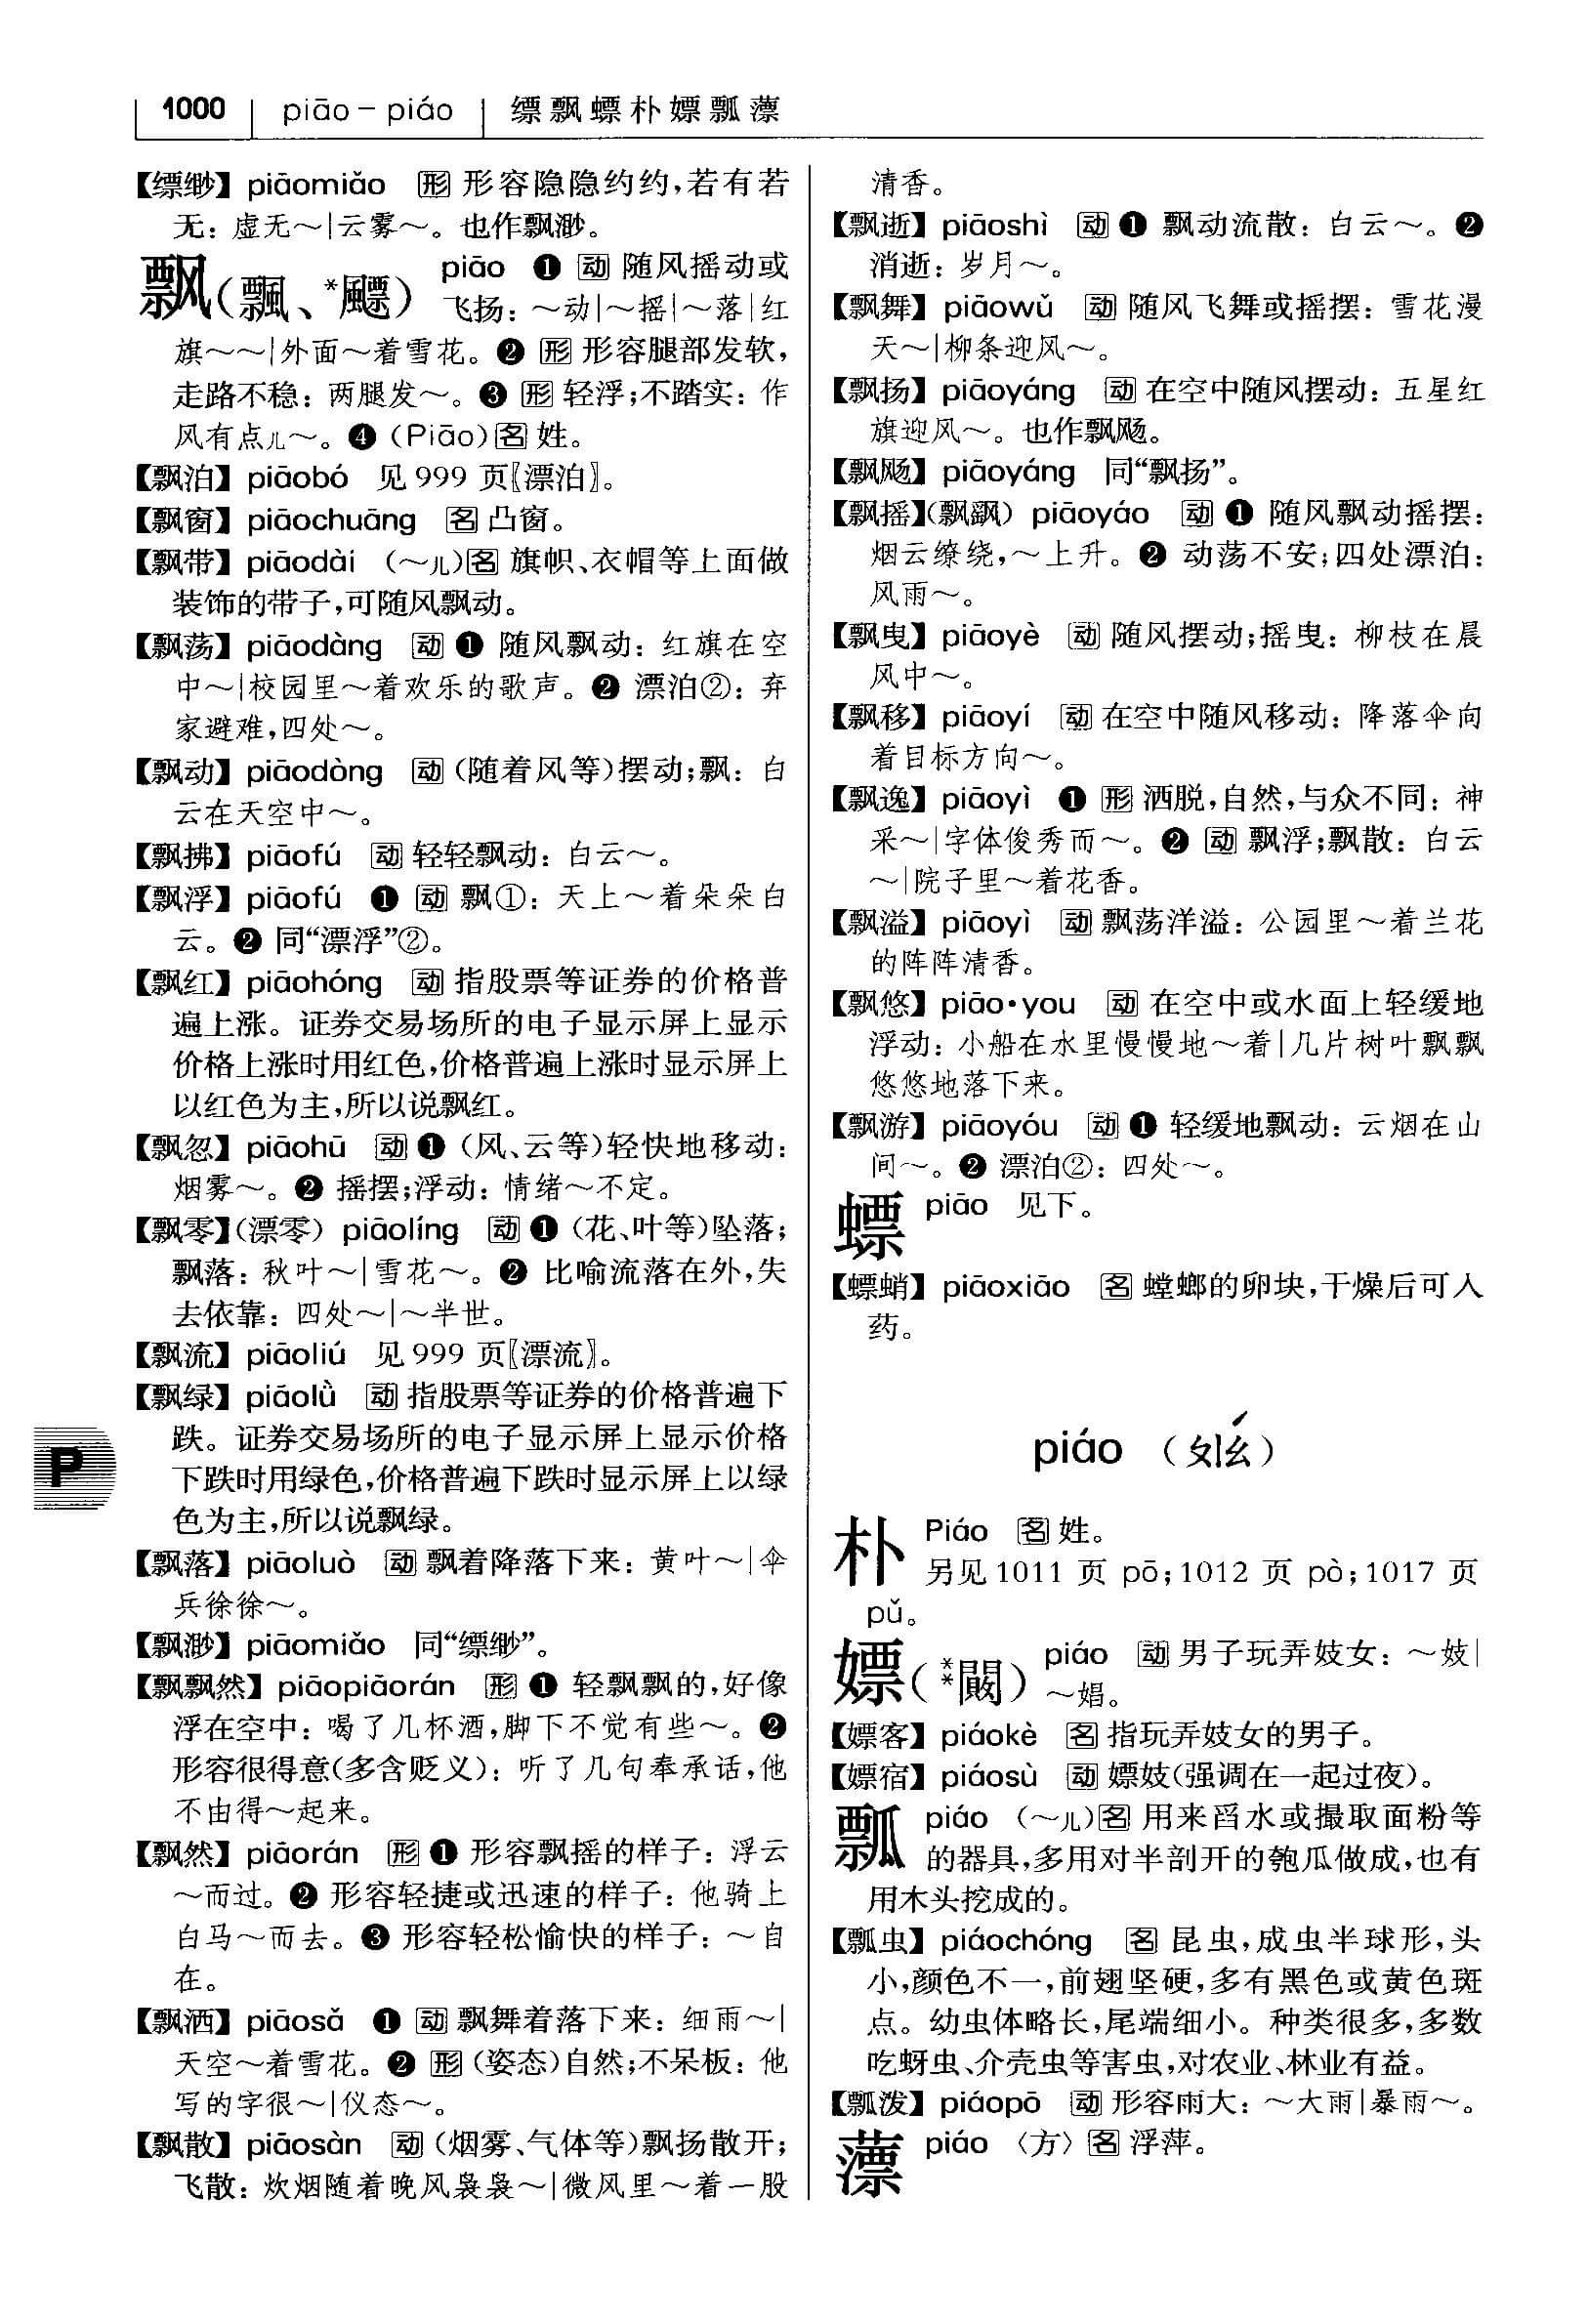 1000 piāo－piáo 缥飘螵朴嫖瓢薸
【缥缈】 piāomiǎo 形 形容隐隐约约，若有若
无：虚无～|云雾～。也作飘渺。
飘（飄、*飃） piāo ❶ 动 随风摇动或
飞扬：～动|～摇|～落|红
旗～～|外面～着雪花。❷ 形 形容腿部发软，
走路不稳：两腿发～。❸ 形 轻浮；不踏实：作
风有点儿～。❹（Piāo）名 姓。
【飘泊】 piāobó 见 999 页〖漂泊〗。
【飘窗】 piāochuāng 名 凸窗。
【飘带】 piāodài （～儿）名 旗帜、衣帽等上面做
装饰的带子，可随风飘动。
【飘荡】 piāodàng 动 ❶ 随风飘动：红旗在空
中～|校园里～着欢乐的歌声。❷ 漂泊②：弃
家避难，四处～。
【飘动】 piāodòng 动（随着风等）摆动；飘：白
云在天空中～。
【飘拂】 piāofú 动 轻轻飘动：白云～。
【飘浮】 piāofú ❶ 动 飘①：天上～着朵朵白
云。❷ 同“漂浮”②。
【飘红】 piāohóng 动 指股票等证券的价格普
遍上涨。证券交易场所的电子显示屏上显示
价格上涨时用红色，价格普遍上涨时显示屏上
以红色为主，所以说飘红。
【飘忽】 piāohū 动 ❶（风、云等）轻快地移动：
烟雾～。❷ 摇摆；浮动：情绪～不定。
【飘零】（漂零） piāolíng 动 ❶（花、叶等）坠落；
飘落：秋叶～|雪花～。❷ 比喻流落在外，失
去依靠：四处～|～半世。
【飘流】 piāoliú 见 999 页〖漂流〗。
【飘绿】 piāolǜ 动 指股票等证券的价格普遍下
跌。证券交易场所的电子显示屏上显示价格
下跌时用绿色，价格普遍下跌时显示屏上以绿
色为主，所以说飘绿。
P
【飘落】 piāoluò 动 飘着降落下来：黄叶～|伞
兵徐徐～。
【飘渺】 piāomiǎo 同“缥缈”。
【飘飘然】 piāopiāorán 形 ❶ 轻飘飘的，好像
浮在空中：喝了几杯酒，脚下不觉有些～。❷
形容很得意（多含贬义）：听了几句奉承话，他
不由得～起来。
【飘然】 piāorán 形 ❶ 形容飘摇的样子：浮云
～而过。❷ 形容轻捷或迅速的样子：他骑上
白马～而去。❸ 形容轻松愉快的样子：～自
在。
【飘洒】 piāosǎ ❶ 动 飘舞着落下来：细雨～|
天空～着雪花。❷ 形（姿态）自然；不呆板：他
写的字很～|仪态～。
【飘散】 piāosàn 动（烟雾、气体等）飘扬散开；
飞散：炊烟随着晚风袅袅～|微风里～着一股
清香。
【飘逝】 piāoshì 动 ❶ 飘动流散：白云～。❷
消逝：岁月～。
【飘舞】 piāowǔ 动 随风飞舞或摇摆：雪花漫
天～|柳条迎风～。
【飘扬】 piāoyáng 动 在空中随风摆动：五星红
旗迎风～。也作飘飏。
【飘飏】 piāoyáng 同“飘扬”。
【飘摇】（飘飖） piāoyáo 动 ❶ 随风飘动摇摆：
烟云缭绕，～上升。❷ 动荡不安；四处漂泊：
风雨～。
【飘曳】 piāoyè 动 随风摆动；摇曳：柳枝在晨
风中～。
【飘移】 piāoyí 动 在空中随风移动：降落伞向
着目标方向～。
【飘逸】 piāoyì ❶ 形 洒脱，自然，与众不同：神
采～|字体俊秀而～。❷ 动 飘浮；飘散：白云
～|院子里～着花香。
【飘溢】 piāoyì 动 飘荡洋溢：公园里～着兰花
的阵阵清香。
【飘悠】 piāo·you 动 在空中或水面上轻缓地
浮动：小船在水里慢慢地～着|几片树叶飘飘
悠悠地落下来。
【飘游】 piāoyóu 动 ❶ 轻缓地飘动：云烟在山
间～。❷ 漂泊②：四处～。
螵 piāo 见下。
【螵蛸】 piāoxiāo 名 螳螂的卵块，干燥后可入
药。
piáo （ㄆㄧㄠˊ）
朴 Piáo 名 姓。
另见 1011 页 pō；1012 页 pò；1017 页
pǔ。
嫖（**闝） piáo 动 男子玩弄妓女：～妓|
～娼。
【嫖客】 piáokè 名 指玩弄妓女的男子。
【嫖宿】 piáosù 动 嫖妓（强调在一起过夜）。
瓢 piáo （～儿）名 用来舀水或撮取面粉等
的器具，多用对半剖开的匏瓜做成，也有
用木头挖成的。
【瓢虫】 piáochóng 名 昆虫，成虫半球形，头
小，颜色不一，前翅坚硬，多有黑色或黄色斑
点。幼虫体略长，尾端细小。种类很多，多数
吃蚜虫、介壳虫等害虫，对农业、林业有益。
【瓢泼】 piáopō 动 形容雨大：～大雨|暴雨～。
薸 piáo 〈方〉名 浮萍。